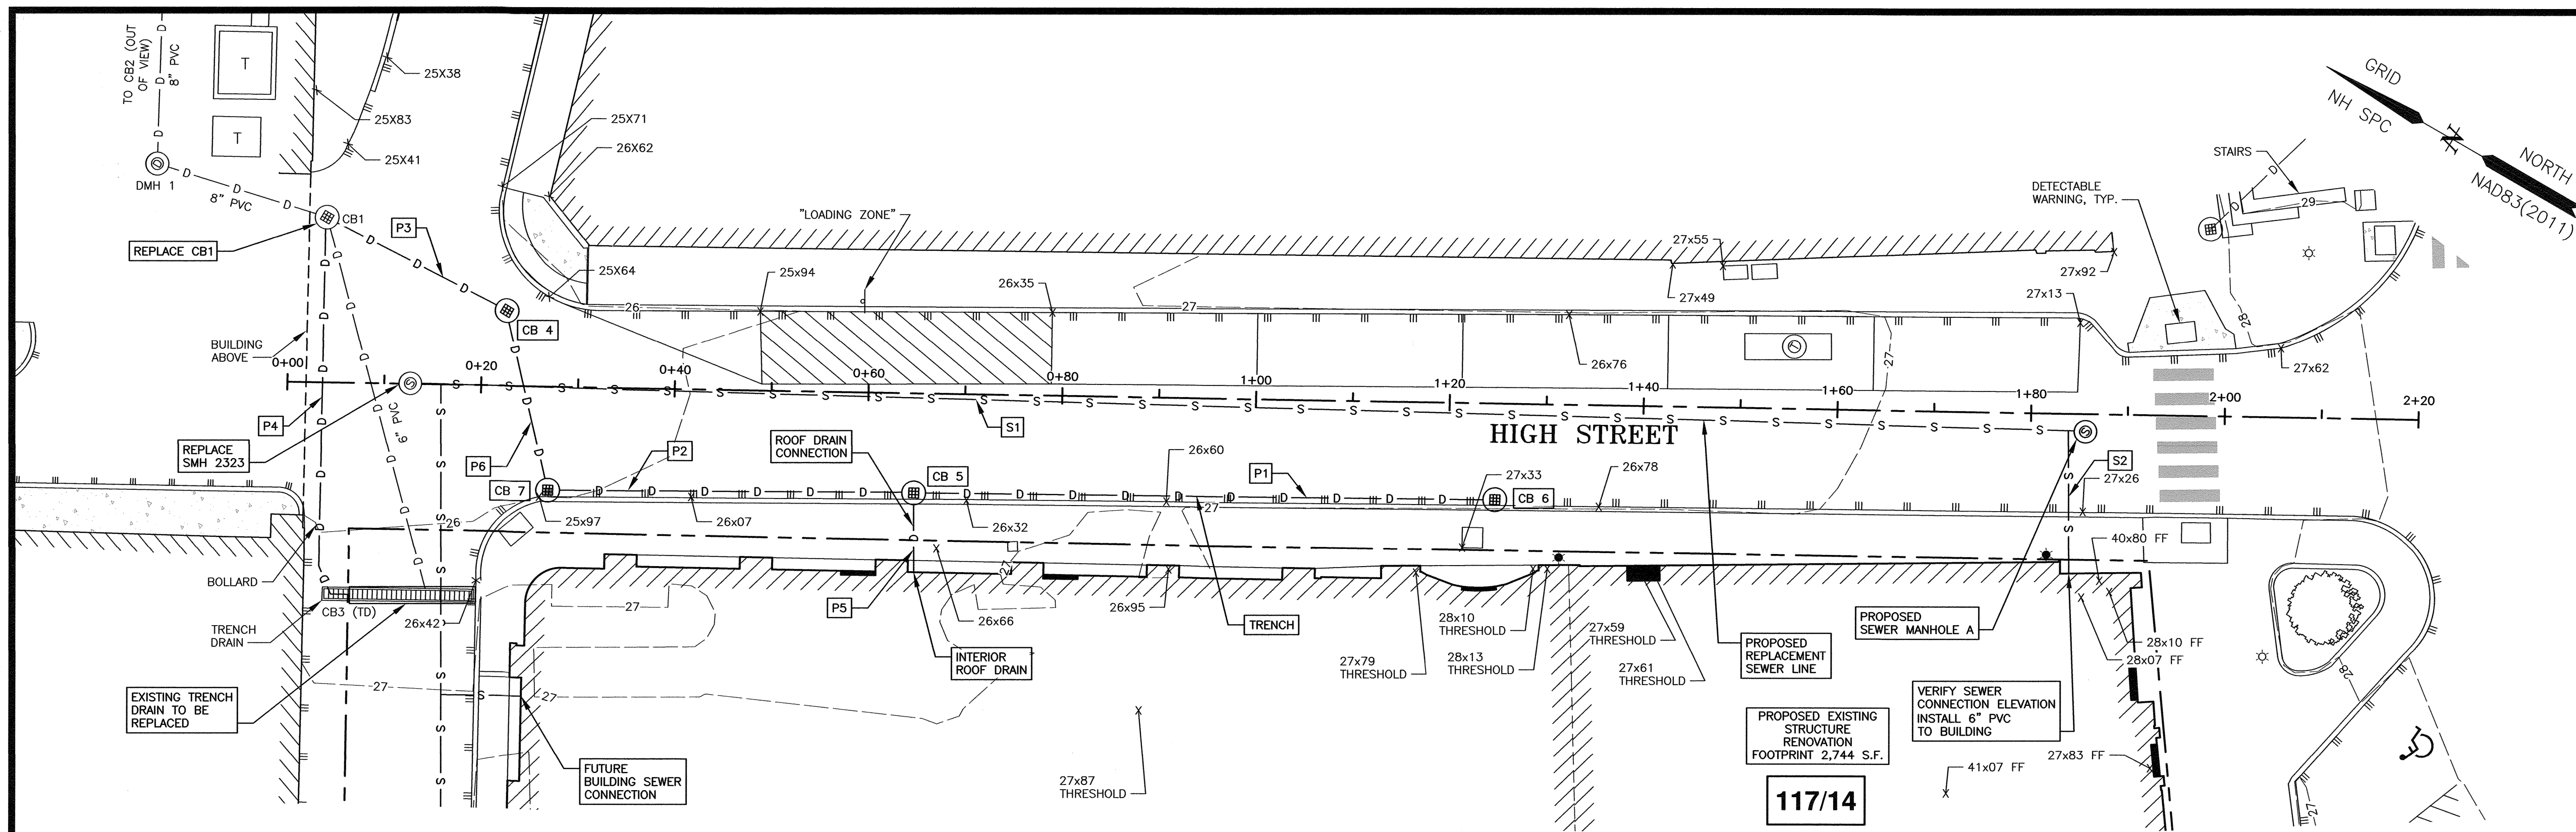 TO CB2 (OUT
OF VIEW)
8" PVC
D
D
T
T
25X38
25X83
25X41
DMH 1
D
D
D
8" PVC
CB1
REPLACE CB1
P3
D
D
D
25X71
26X62
25X64
CB 4
"LOADING ZONE"
25x94
26x35
26
27
27x55
27x49
27x92
27x13
26x76
STAIRS
DETECTABLE
WARNING, TYP.
29
28
27x62
GRID
NH SPC
N
NORTH
NAD83(2011)
BUILDING
ABOVE
0+00
0+20
0+40
0+60
0+80
1+00
1+20
1+40
1+60
1+80
2+00
2+20
P4
REPLACE
SMH 2323
6" PVC
P6
P2
S1
27
HIGH STREET
ROOF DRAIN
CONNECTION
CB 7
CB 5
26x60
P1
27x33
CB 6
26x78
S2
27x26
25x97
26x07
26x32
27
26
40x80 FF
BOLLARD
CB3 (TD)
TRENCH
DRAIN
26x42
27
27
P5
26x66
26x95
TRENCH
28x10
THRESHOLD
27x79
THRESHOLD
28x13
THRESHOLD
27x59
THRESHOLD
27x61
THRESHOLD
PROPOSED
REPLACEMENT
SEWER LINE
PROPOSED
SEWER MANHOLE A
28x10 FF
28x07 FF
INTERIOR
ROOF DRAIN
27
27
EXISTING TRENCH
DRAIN TO BE
REPLACED
FUTURE
BUILDING SEWER
CONNECTION
27x87
THRESHOLD
PROPOSED EXISTING
STRUCTURE
RENOVATION
FOOTPRINT 2,744 S.F.
117/14
VERIFY SEWER
CONNECTION ELEVATION
INSTALL 6" PVC
TO BUILDING
41x07 FF
27x83 FF
28
27